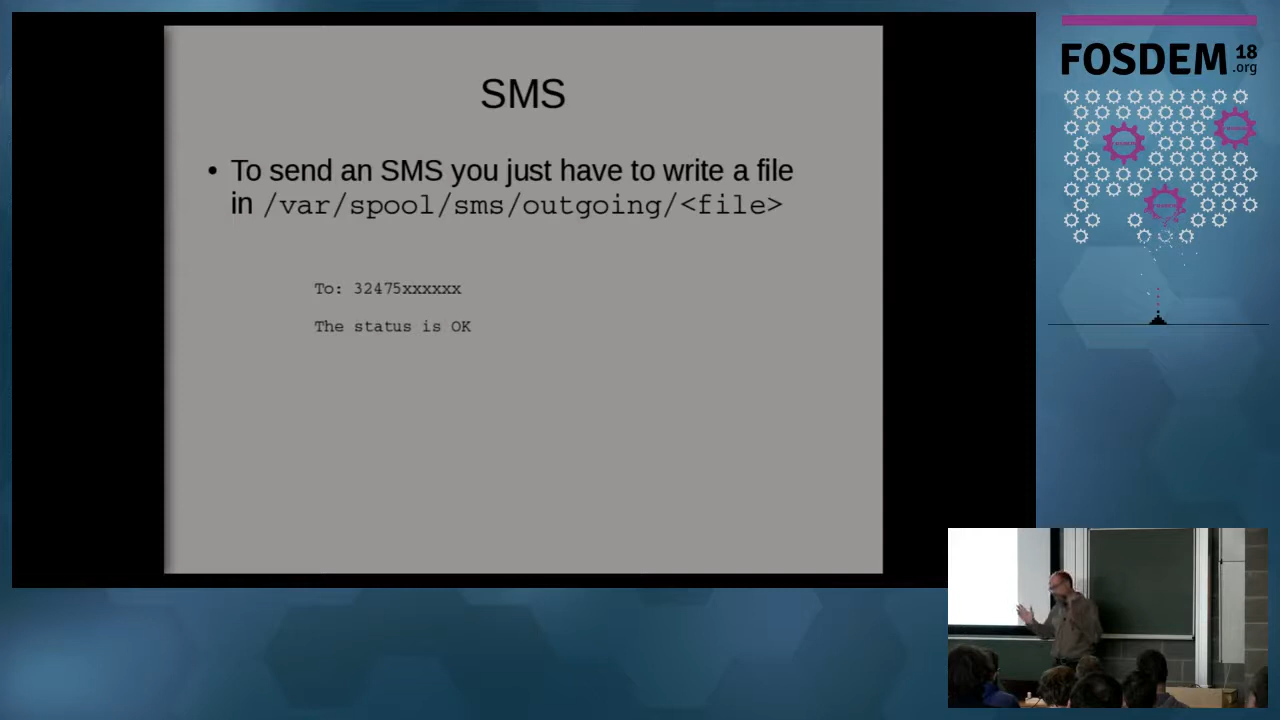 SMS
• To send an SMS you just have to write a file
in /var/spool/sms/outgoing/<file>
To: 32475xxxxxx
The status is OK
FOSDEM 18
.org